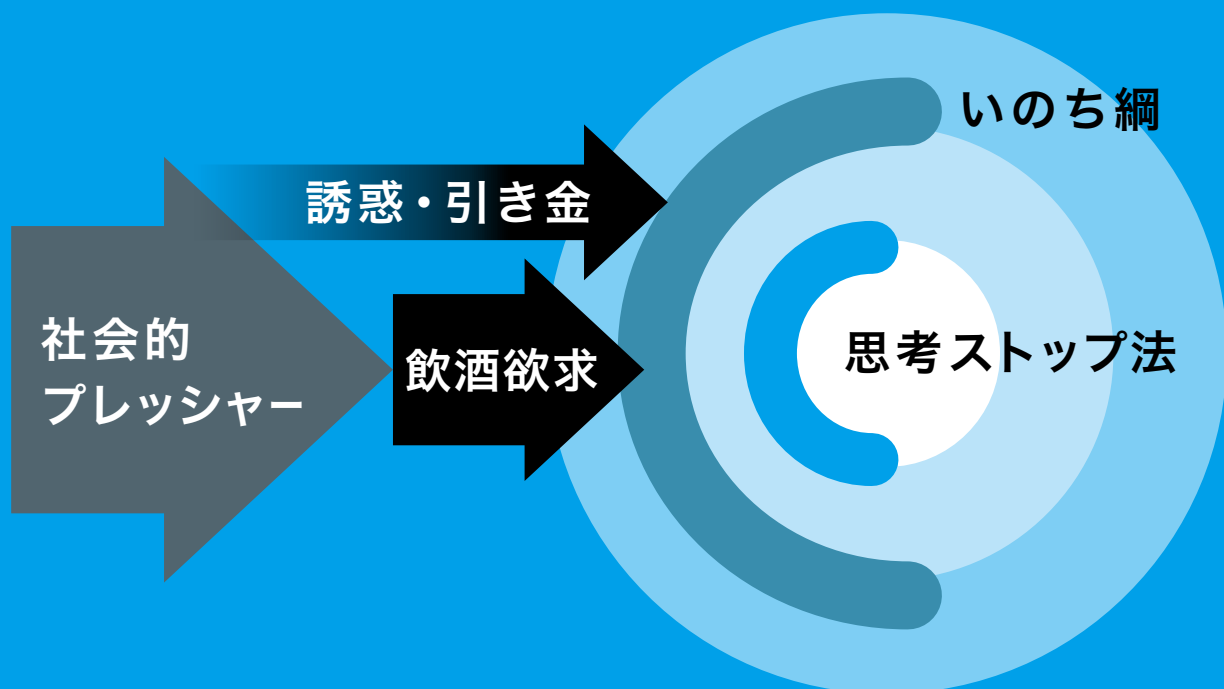 いのち綱
誘惑・引き金
社会的
プレッシャー
飲酒欲求
思考ストップ法